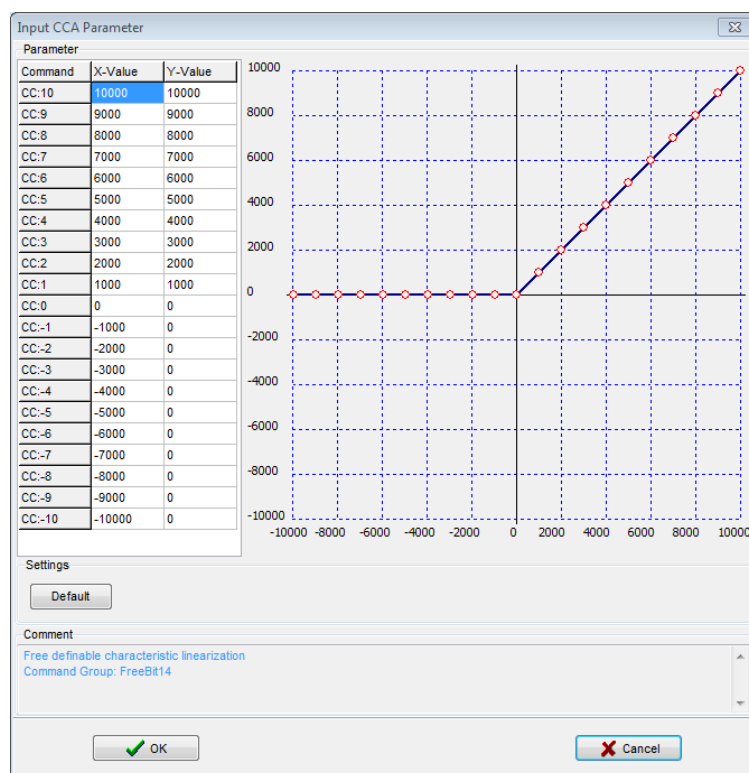 Input CCA Parameter
Parameter
Command X-Value Y-Value
CC:10 10000 10000
CC:9 9000 9000
CC:8 8000 8000
CC:7 7000 7000
CC:6 6000 6000
CC:5 5000 5000
CC:4 4000 4000
CC:3 3000 3000
CC:2 2000 2000
CC:1 1000 1000
CC:0 0 0
CC:-1 -1000 0
CC:-2 -2000 0
CC:-3 -3000 0
CC:-4 -4000 0
CC:-5 -5000 0
CC:-6 -6000 0
CC:-7 -7000 0
CC:-8 -8000 0
CC:-9 -9000 0
CC:-10 -10000 0
10000
8000
6000
4000
2000
0
-2000
-4000
-6000
-8000
-10000
-10000 -8000 -6000 -4000 -2000 0 2000 4000 6000 8000 10000
Settings
Default
Comment
Free definable characteristic linearization
Command Group: FreeBit14
OK
Cancel